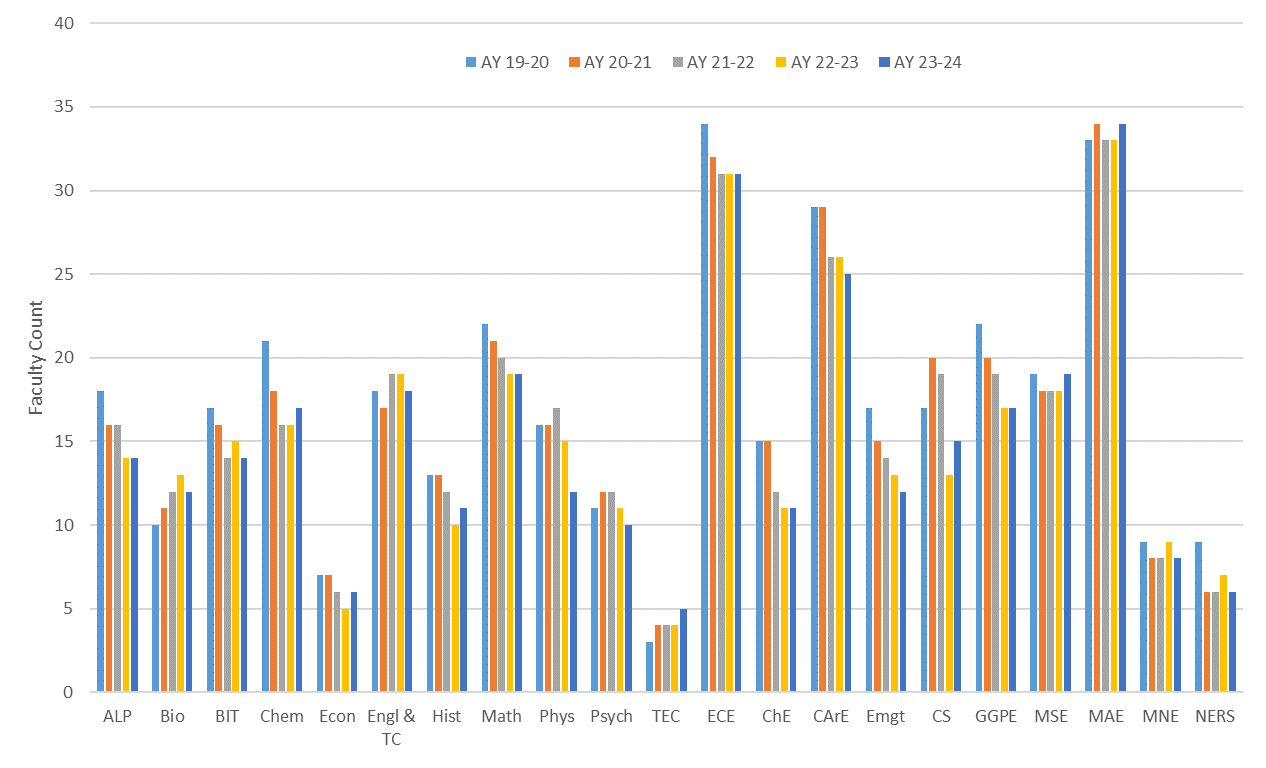 40
AY 19-20 AY 20-21 AY 21-22 AY 22-23 AY 23-24
35
30
25
20
15
10
5
0
Faculty Count
ALP Bio BIT Chem Econ Engl & Hist Math Phys Psych TEC ECE ChE CArE Emgt CS GGPE MSE MAE MNE NERS
TC